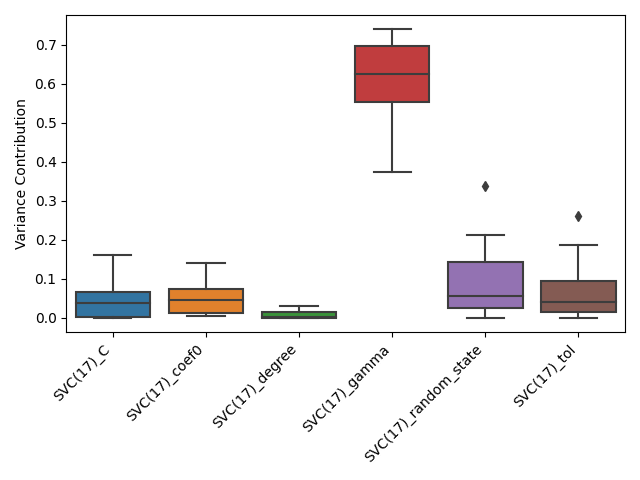 Variance Contribution
0.7
0.6
0.5
0.4
0.3
0.2
0.1
0.0
SVC(17)_C
SVC(17)_coef0
SVC(17)_degree
SVC(17)_gamma
SVC(17)_random_state
SVC(17)_tol